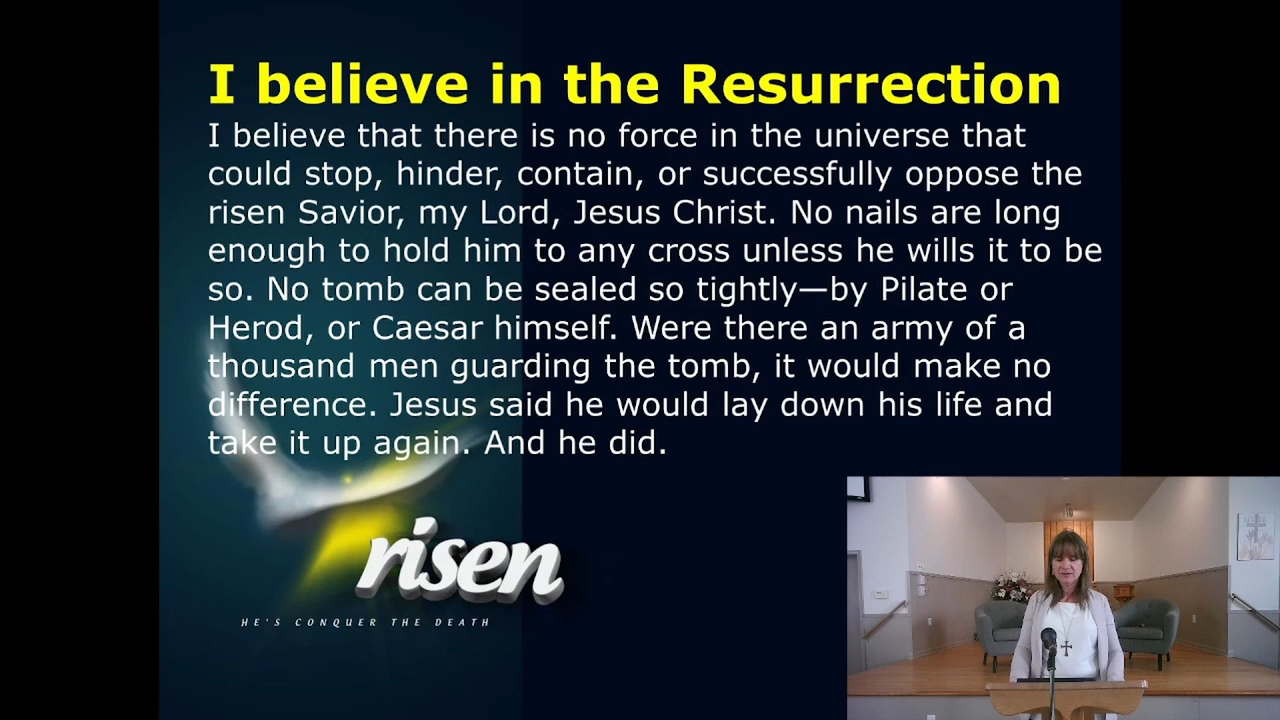 I believe in the Resurrection
I believe that there is no force in the universe that
could stop, hinder, contain, or successfully oppose the
risen Savior, my Lord, Jesus Christ. No nails are long
enough to hold him to any cross unless he wills it to be
so. No tomb can be sealed so tightly—by Pilate or
Herod, or Caesar himself. Were there an army of a
thousand men guarding the tomb, it would make no
difference. Jesus said he would lay down his life and
take it up again. And he did.
risen
HE'S CONQUER THE DEATH